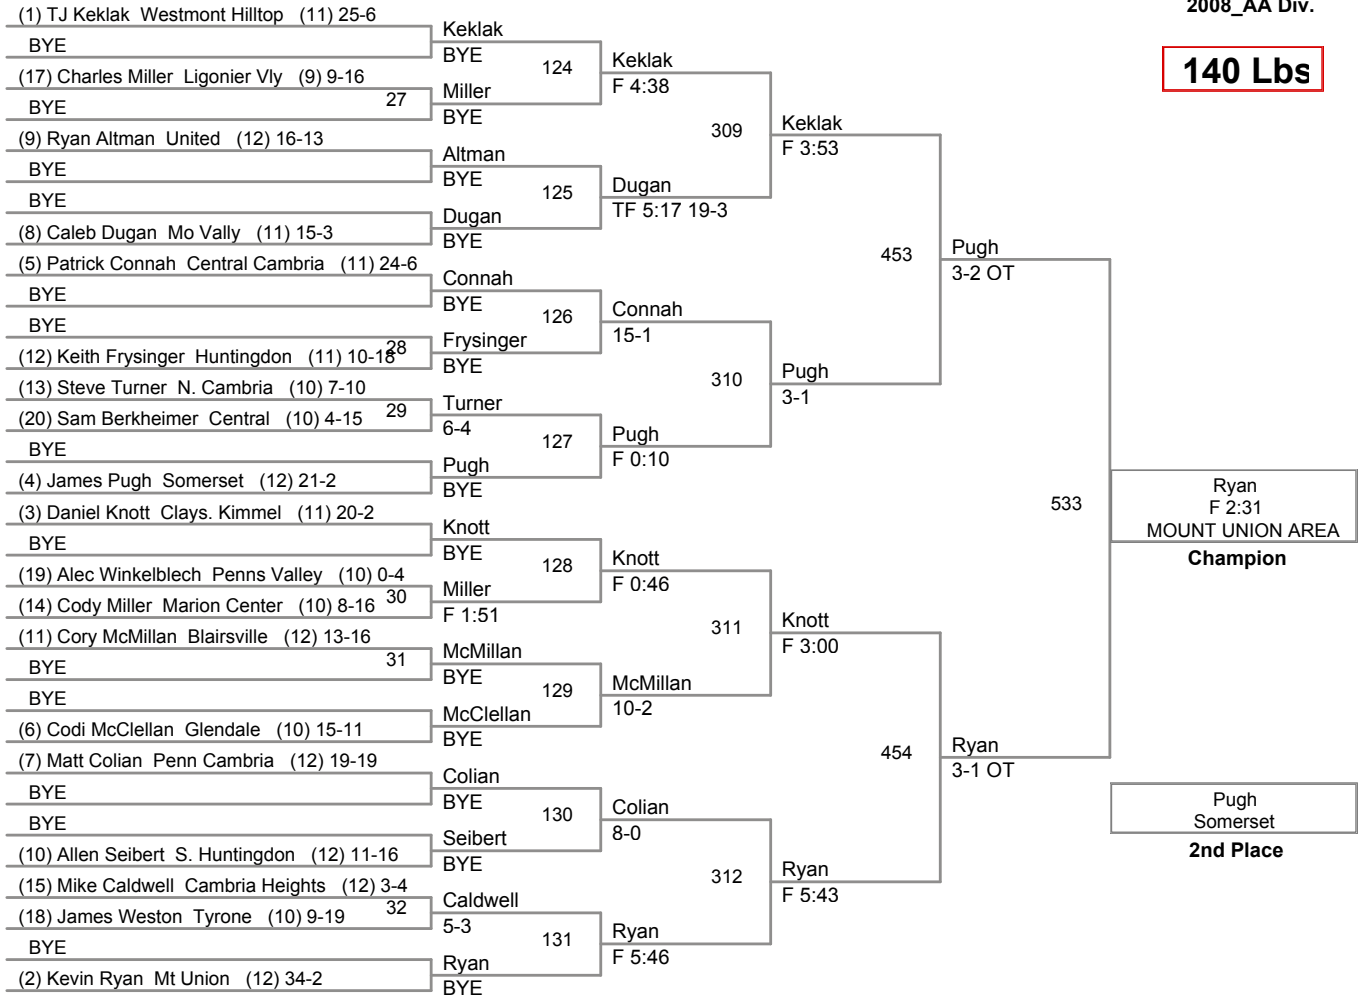 2008_AA Div.
140 Lbs
(1) TJ Keklak Westmont Hilltop (11) 25-6
BYE
(17) Charles Miller Ligonier Vly (9) 9-16
BYE
27
(9) Ryan Altman United (12) 16-13
BYE
BYE
(8) Caleb Dugan Mo Vally (11) 15-3
(5) Patrick Connah Central Cambria (11) 24-6
BYE
BYE
(12) Keith Frysinger Huntingdon (11) 10-18
28
(13) Steve Turner N. Cambria (10) 7-10
(20) Sam Berkheimer Central (10) 4-15
29
BYE
(4) James Pugh Somerset (12) 21-2
(3) Daniel Knott Clays. Kimmel (11) 20-2
BYE
(19) Alec Winkelblech Penns Valley (10) 0-4
(14) Cody Miller Marion Center (10) 8-16
30
(11) Cory McMillan Blairsville (12) 13-16
BYE
31
BYE
(6) Codi McClellan Glendale (10) 15-11
(7) Matt Colian Penn Cambria (12) 19-19
BYE
BYE
(10) Allen Seibert S. Huntingdon (12) 11-16
(15) Mike Caldwell Cambria Heights (12) 3-4
(18) James Weston Tyrone (10) 9-19
32
BYE
(2) Kevin Ryan Mt Union (12) 34-2
Keklak
BYE
124
Miller
BYE
Altman
BYE
125
Dugan
BYE
Connah
BYE
126
Frysinger
BYE
Turner
6-4
127
Pugh
BYE
Knott
BYE
128
Miller
F 1:51
McMillan
BYE
129
McClellan
BYE
Colian
BYE
130
Seibert
BYE
Caldwell
5-3
131
Ryan
BYE
Keklak
F 4:38
309
Dugan
TF 5:17 19-3
Connah
15-1
310
Pugh
F 0:10
Knott
F 0:46
311
McMillan
10-2
Colian
8-0
312
Ryan
F 5:46
Keklak
F 3:53
453
Pugh
3-1
Knott
F 3:00
454
Ryan
F 5:43
Pugh
3-2 OT
533
Ryan
3-1 OT
Ryan
F 2:31
MOUNT UNION AREA
Champion
Pugh
Somerset
2nd Place